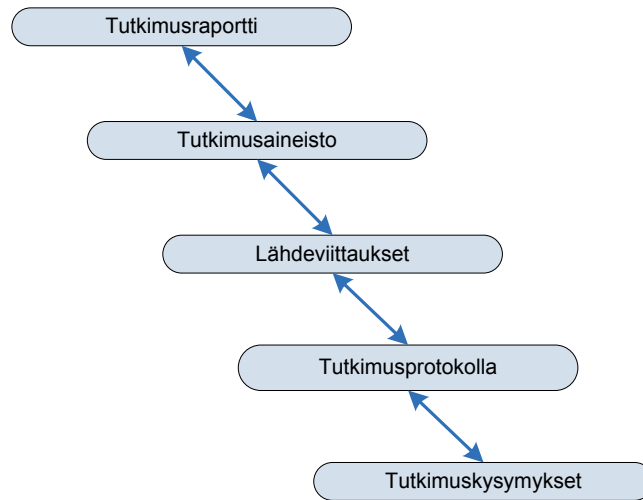 Tutkimusraportti
Tutkimusaineisto
Lähdeviittaukset
Tutkimusprotokolla
Tutkimuskysymykset